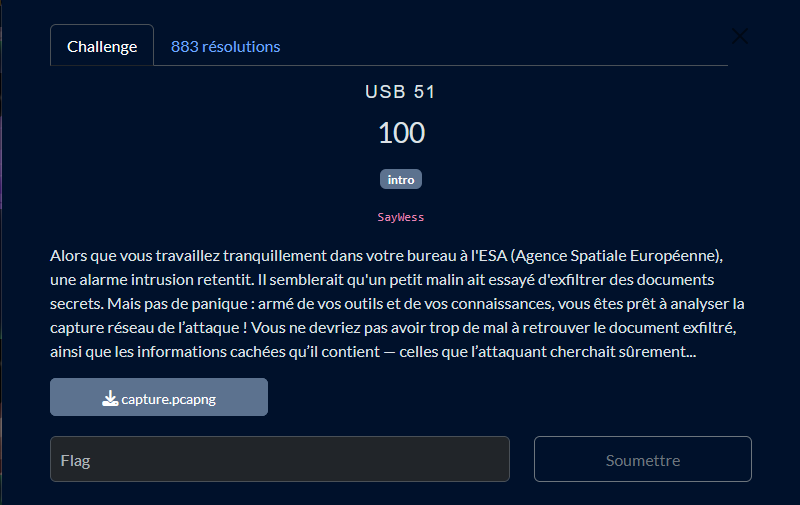 Challenge
883 résolutions
USB 51
100
intro
SayWess
Alors que vous travaillez tranquillement dans votre bureau à l'ESA (Agence Spatiale Européenne),
une alarme intrusion retentit. Il semblerait qu'un petit malin ait essayé d'exfiltrer des documents
secrets. Mais pas de panique : armé de vos outils et de vos connaissances, vous êtes prêt à analyser la
capture réseau de l’attaque ! Vous ne devriez pas avoir trop de mal à retrouver le document exfiltré,
ainsi que les informations cachées qu’il contient — celles que l’attaquant cherchait sûrement...
capture.pcapng
Flag
Soumettre